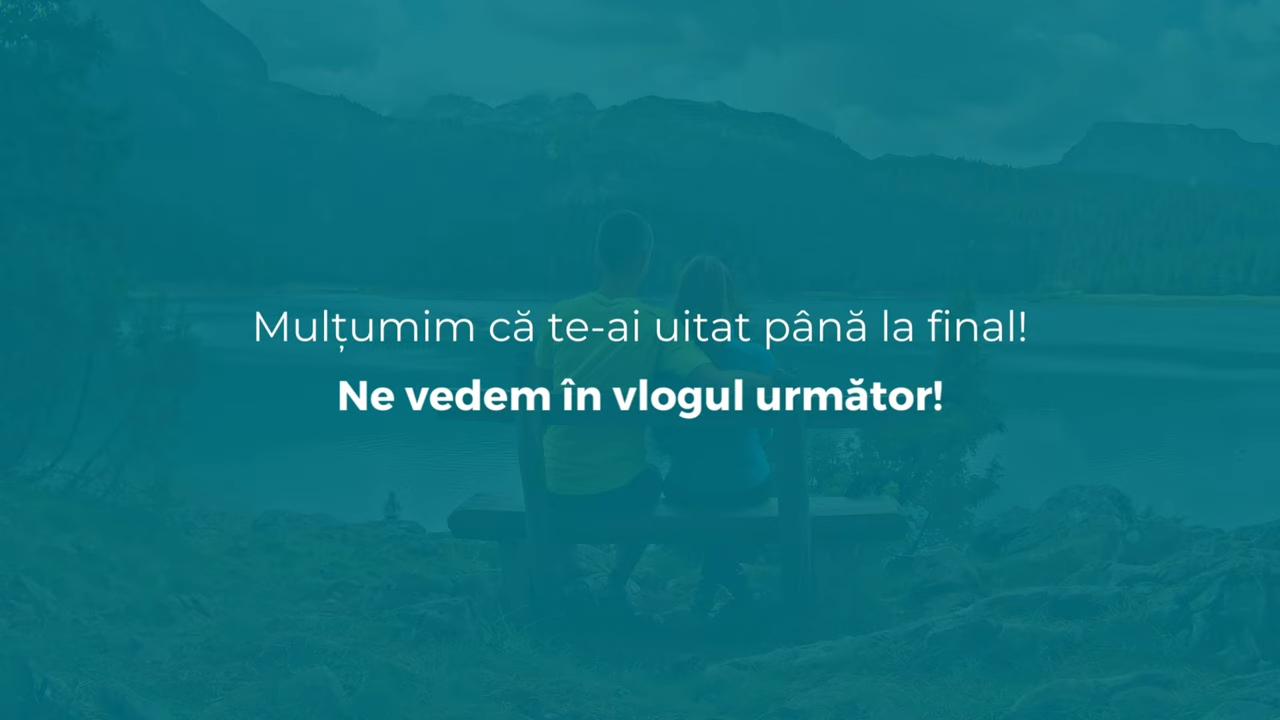 Mulțumim că te-ai uitat până la final!
Ne vedem în vlogul următor!